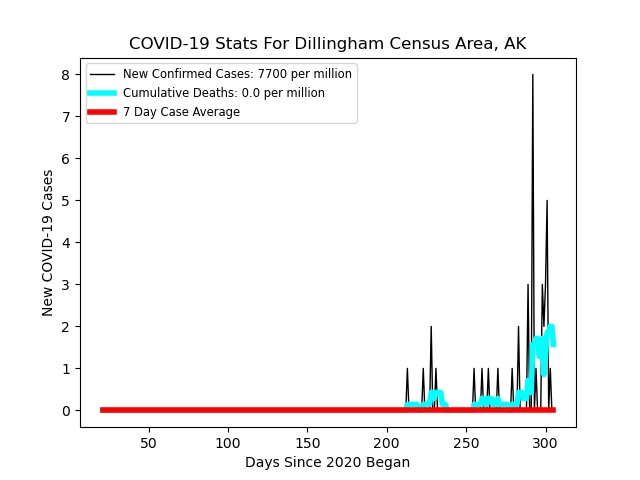 COVID-19 Stats For Dillingham Census Area, AK
New Confirmed Cases: 7700 per million
Cumulative Deaths: 0.0 per million
7 Day Case Average
8
7
6
5
4
3
2
1
0
New COVID-19 Cases
50 100 150 200 250 300
Days Since 2020 Began